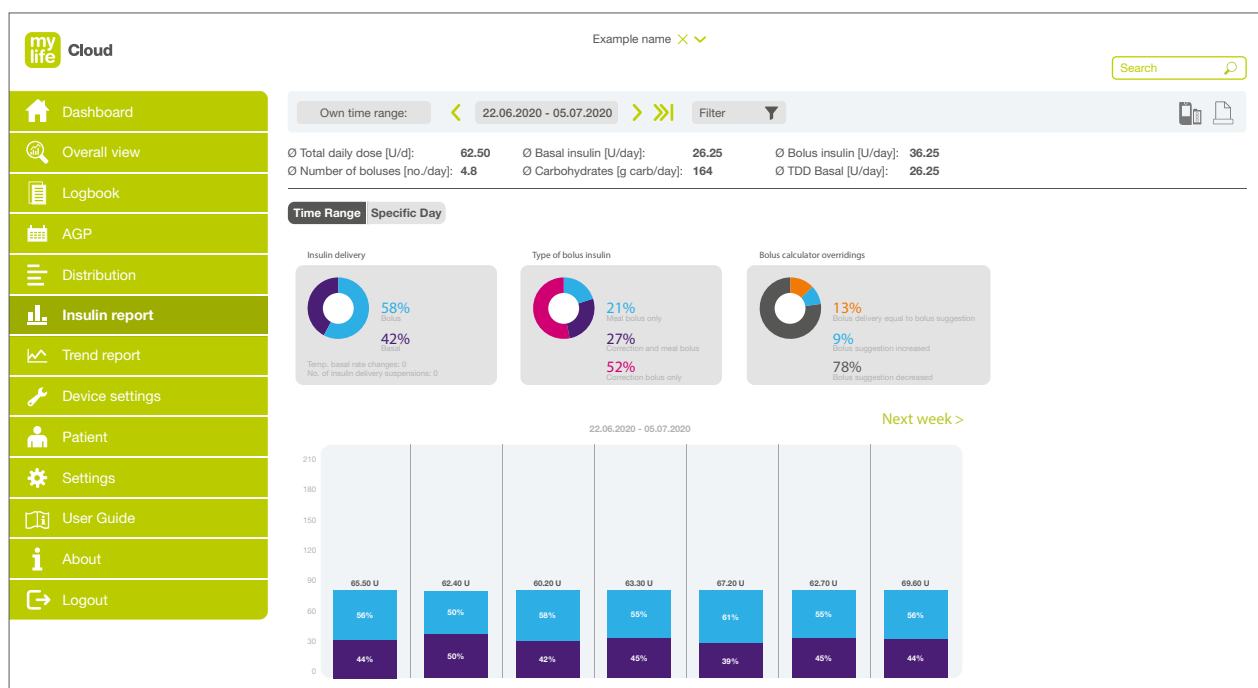 my
life
Cloud
Example name
Search
Dashboard
Overall view
Logbook
AGP
Distribution
Insulin report
Trend report
Device settings
Patient
Settings
User Guide
About
Logout
Own time range:
22.06.2020 - 05.07.2020
Filter
Ø Total daily dose [U/d]: 62.50 Ø Basal insulin [U/day]: 26.25 Ø Bolus insulin [U/day]: 36.25
Ø Number of boluses [no./day]: 4.8 Ø Carbohydrates [g carb/day]: 164 Ø TDD Basal [U/day]: 26.25
Time Range Specific Day
Insulin delivery
58%
Bolus
42%
Basal
Temp. basal rate changes: 0
No. of insulin delivery suspensions: 0
Type of bolus insulin
21%
Meal bolus only
27%
Correction and meal bolus
52%
Correction bolus only
Bolus calculator overridings
13%
Bolus delivery equal to bolus suggestion
9%
Bolus suggestion increased
78%
Bolus suggestion decreased
Next week >
22.06.2020 - 05.07.2020
210
180
150
120
90
60
30
0
65.50 U 62.40 U 60.20 U 63.30 U 67.20 U 62.70 U 69.60 U
56% 50% 58% 55% 61% 55% 56%
44% 50% 42% 45% 39% 45% 44%